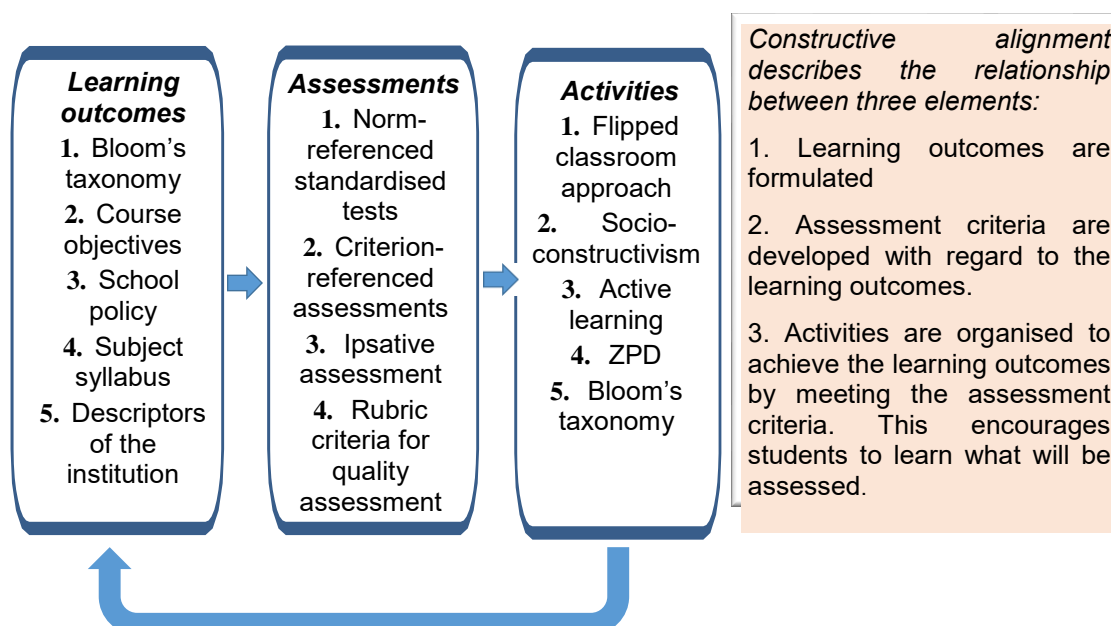 Learning
outcomes
1. Bloom's
taxonomy
2. Course
objectives
3. School
policy
4. Subject
syllabus
5. Descriptors
of the
institution
Assessments
1. Norm-
referenced
standardised
tests
2. Criterion-
referenced
assessments
3. Ipsative
assessment
4. Rubric
criteria for
quality
assessment
Activities
1. Flipped
classroom
approach
2. Socio-
constructivism
3. Active
learning
4. ZPD
5. Bloom's
taxonomy
Constructive alignment
describes the relationship
between three elements:
1. Learning outcomes are
formulated
2. Assessment criteria are
developed with regard to the
learning outcomes.
3. Activities are organised to
achieve the learning outcomes
by meeting the assessment
criteria. This encourages
students to learn what will be
assessed.